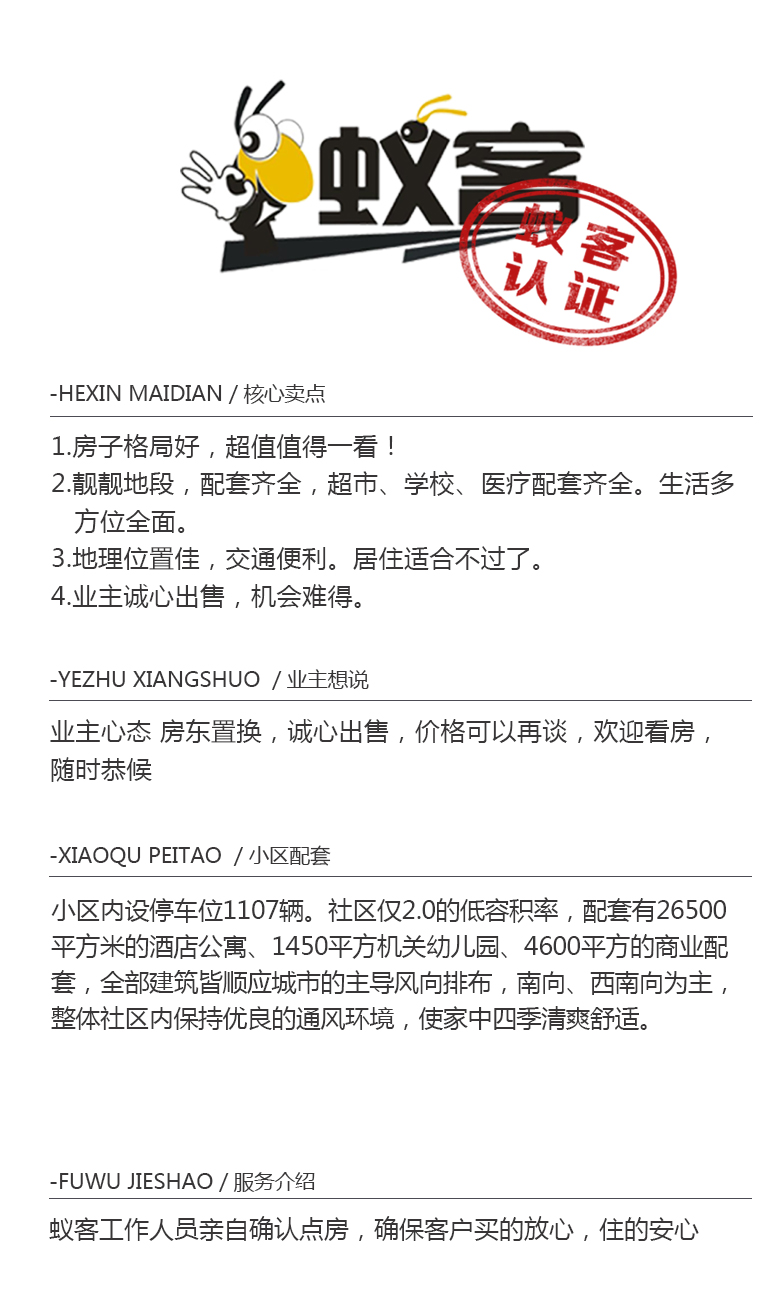 蚁客
蚁客
认证
-HEXIN MAIDIAN / 核心卖点
1.房子格局好，超值值得一看！
2.靓靓地段，配套齐全，超市、学校、医疗配套齐全。生活多
方位全面。
3.地理位置佳，交通便利。居住适合不过了。
4.业主诚心出售，机会难得。
-YEZHU XIANGSHUO / 业主想说
业主心态 房东置换，诚心出售，价格可以再谈，欢迎看房，
随时恭候
-XIAOQU PEITAO / 小区配套
小区内设停车位1107辆。社区仅2.0的低容积率，配套有26500
平方米的酒店公寓、1450平方机关幼儿园、4600平方的商业配
套，全部建筑皆顺应城市的主导风向排布，南向、西南向为主，
整体社区内保持优良的通风环境，使家中四季清爽舒适。
-FUWU JIESHAO / 服务介绍
蚁客工作人员亲自确认点房，确保客户买的放心，住的安心